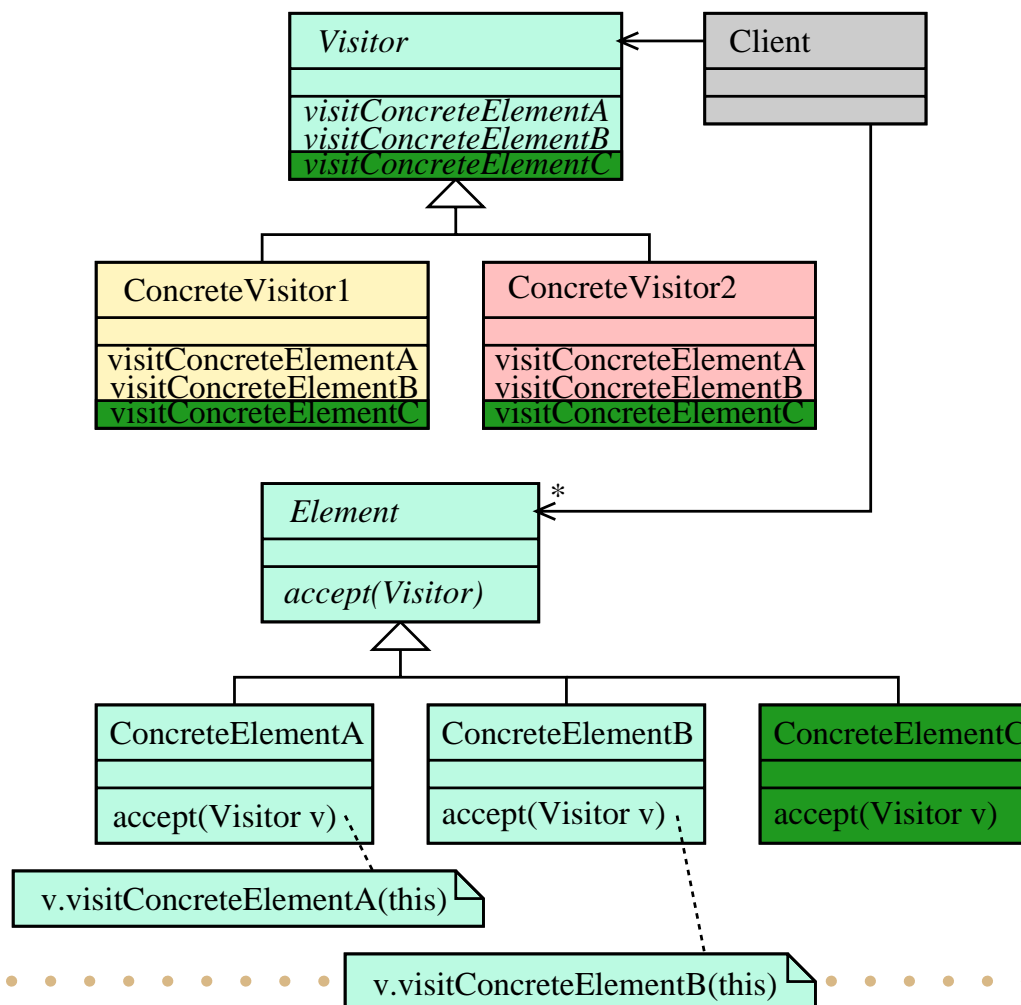 Visitor
Client
visitConcreteElementA
visitConcreteElementB
visitConcreteElementC
ConcreteVisitor1
ConcreteVisitor2
visitConcreteElementA
visitConcreteElementB
visitConcreteElementC
visitConcreteElementA
visitConcreteElementB
visitConcreteElementC
*
Element
accept(Visitor)
ConcreteElementA
ConcreteElementB
ConcreteElementC
accept(Visitor v)
accept(Visitor v)
accept(Visitor v)
v.visitConcreteElementA(this)
v.visitConcreteElementB(this)